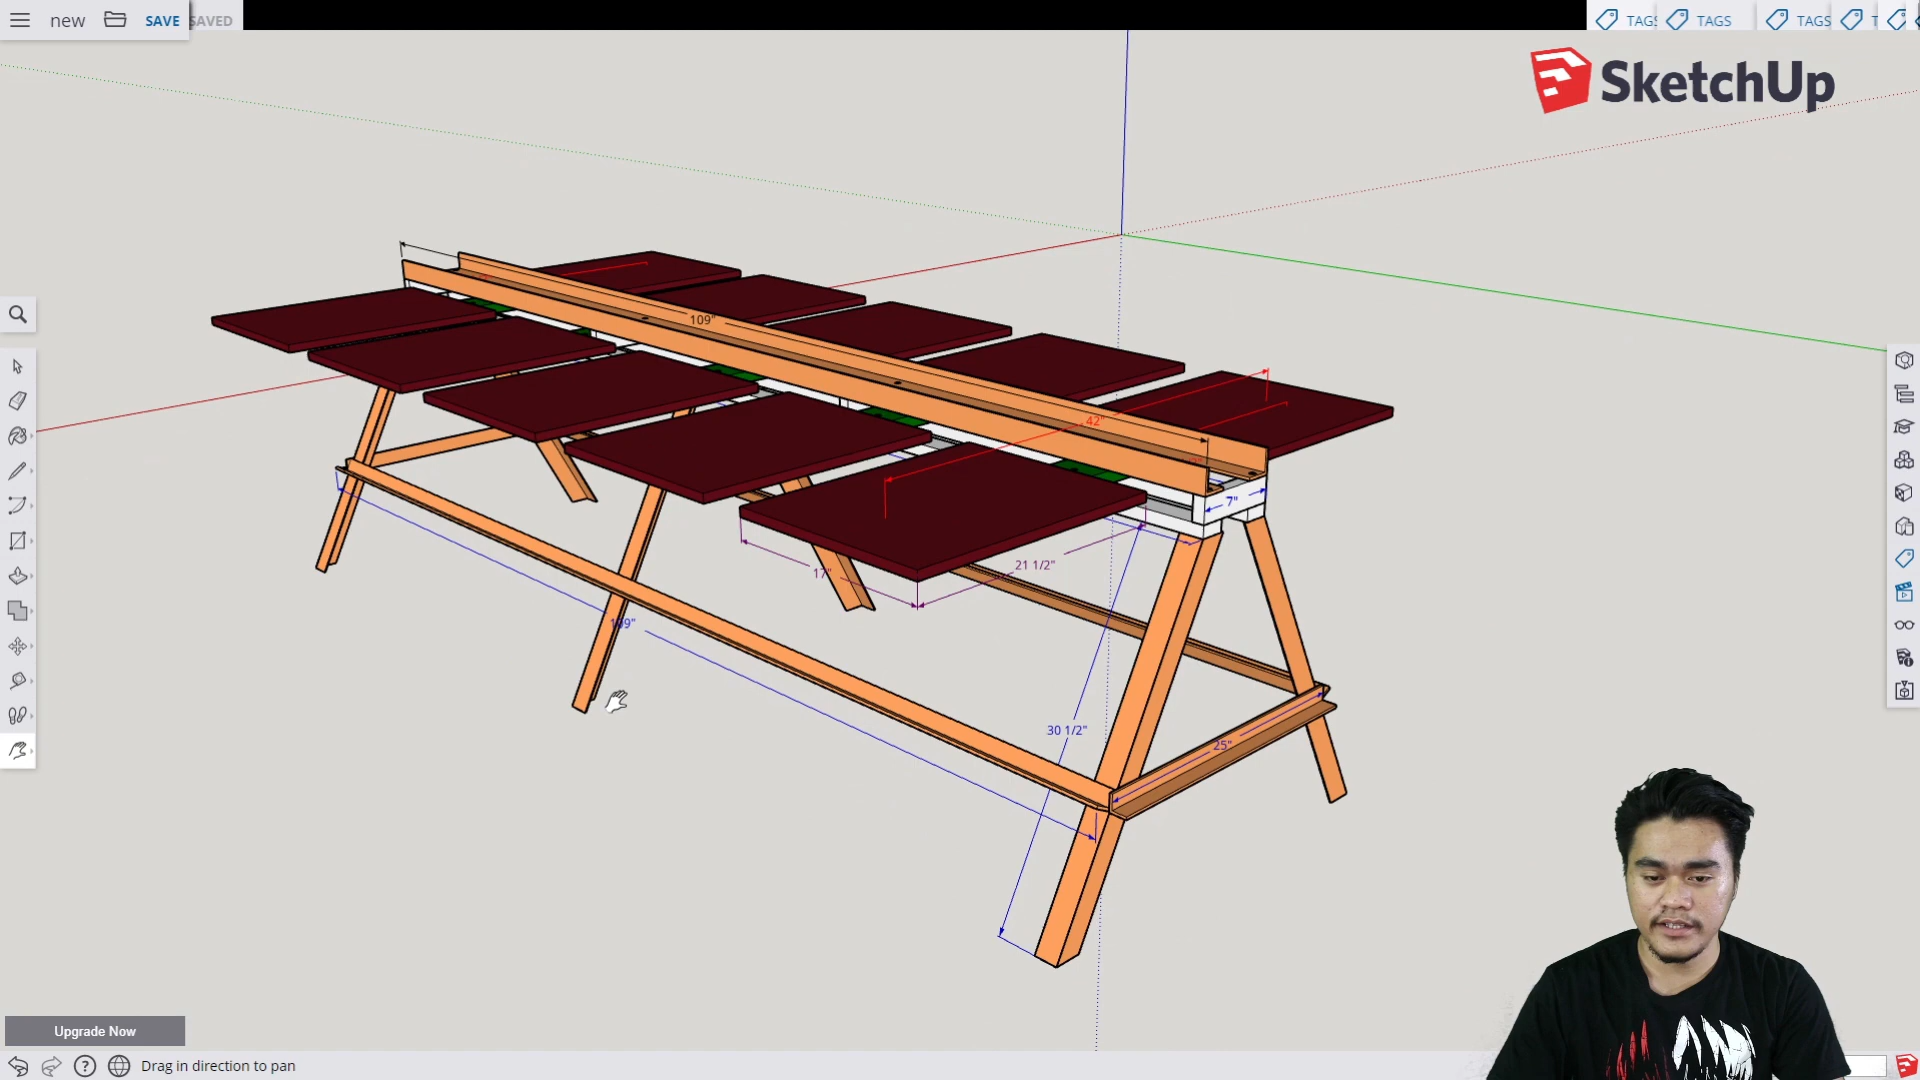 new SAVE SAVED
TAGS TAGS TAGS T
SketchUp
109"
42"
7"
17"
21 1/2"
30 1/2"
25"
Upgrade Now
Drag in direction to pan